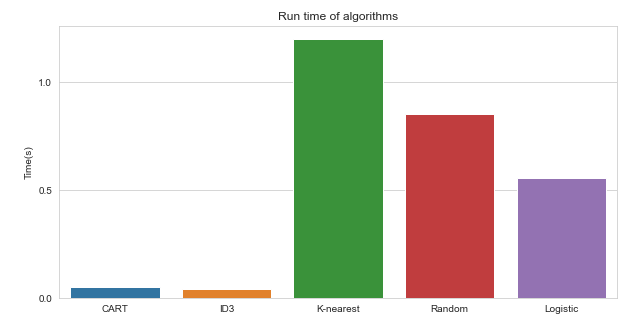 Run time of algorithms
Time(s)
1.0
0.5
0.0
CART
ID3
K-nearest
Random
Logistic